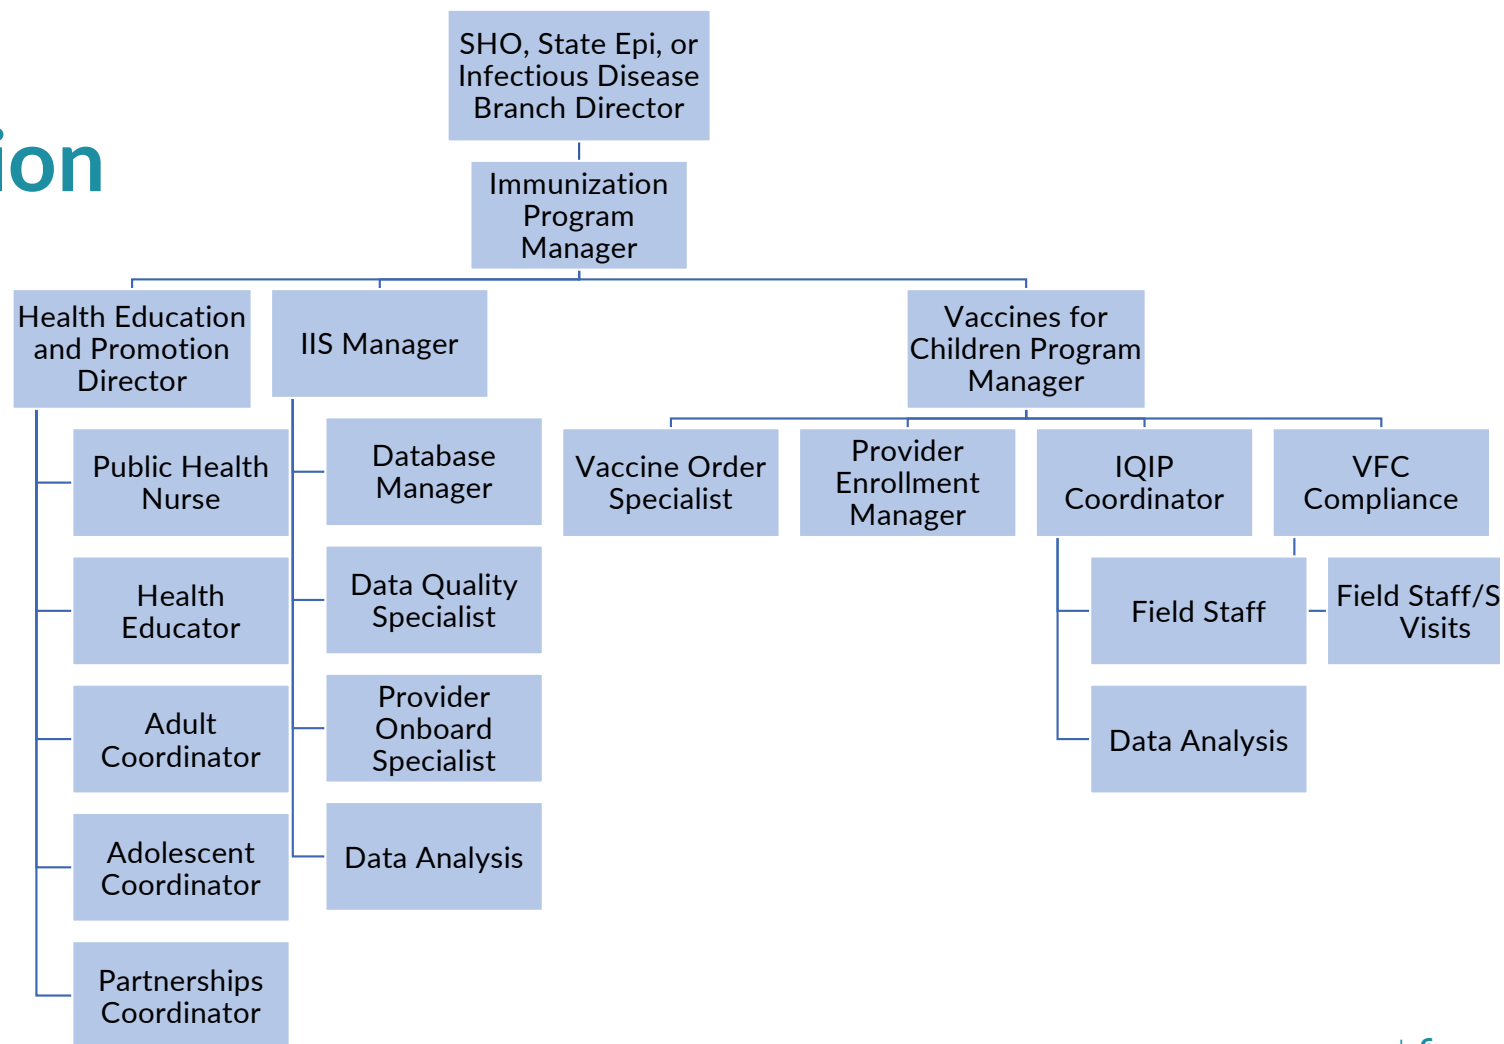 SHO, State Epi, or
Infectious Disease
Branch Director
ion
Immunization
Program
Manager
Health Education
and Promotion
Director
IIS Manager
Vaccines for
Children Program
Manager
Public Health
Nurse
Health
Educator
Adult
Coordinator
Adolescent
Coordinator
Partnerships
Coordinator
Database
Manager
Data Quality
Specialist
Provider
Onboard
Specialist
Data Analysis
Vaccine Order
Specialist
Provider
Enrollment
Manager
IQIP
Coordinator
Field Staff
Data Analysis
VFC
Compliance
Field Staff/S
Visits